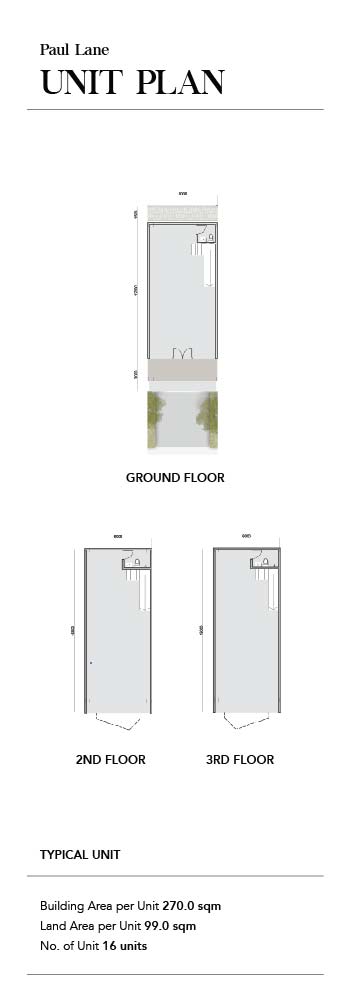 Paul Lane
UNIT PLAN
GROUND FLOOR
2ND FLOOR
3RD FLOOR
TYPICAL UNIT
Building Area per Unit 270.0 sqm
Land Area per Unit 99.0 sqm
No. of Unit 16 units